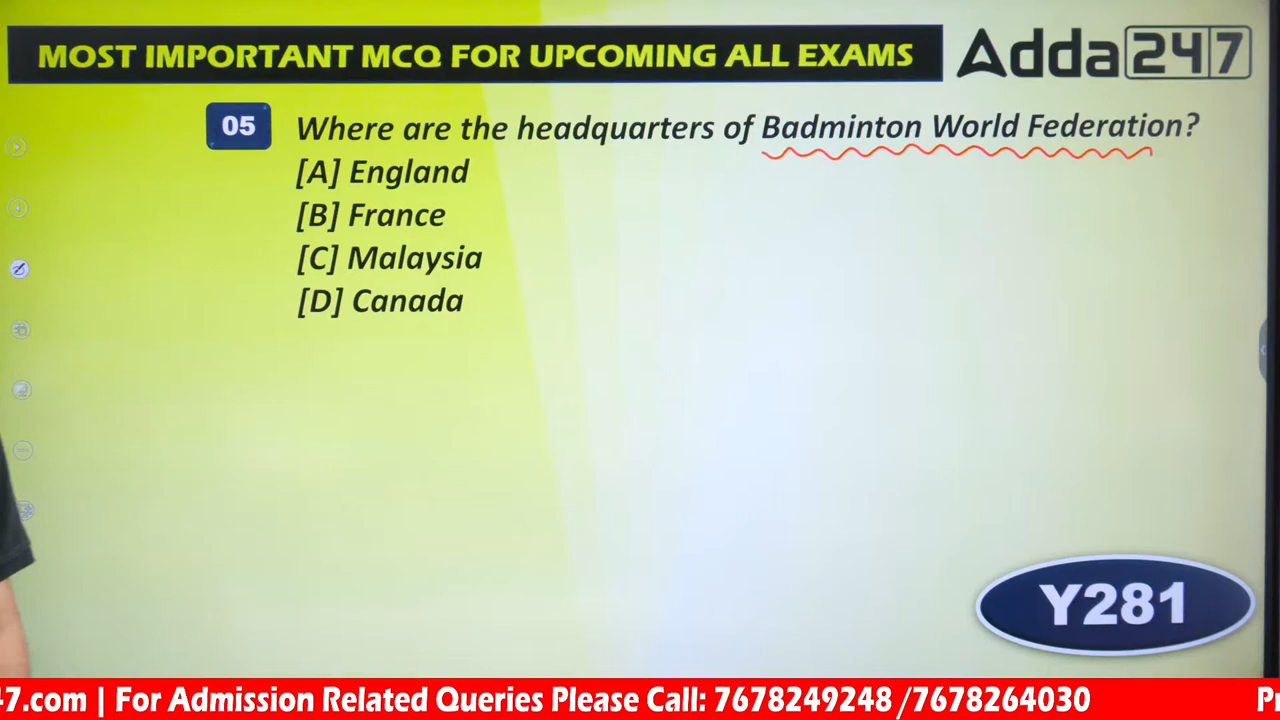 MOST IMPORTANT MCQ FOR UPCOMING ALL EXAMS
Adda247
05
Where are the headquarters of Badminton World Federation?
[A] England
[B] France
[C] Malaysia
[D] Canada
Y281
47.com | For Admission Related Queries Please Call: 7678249248 /7678264030